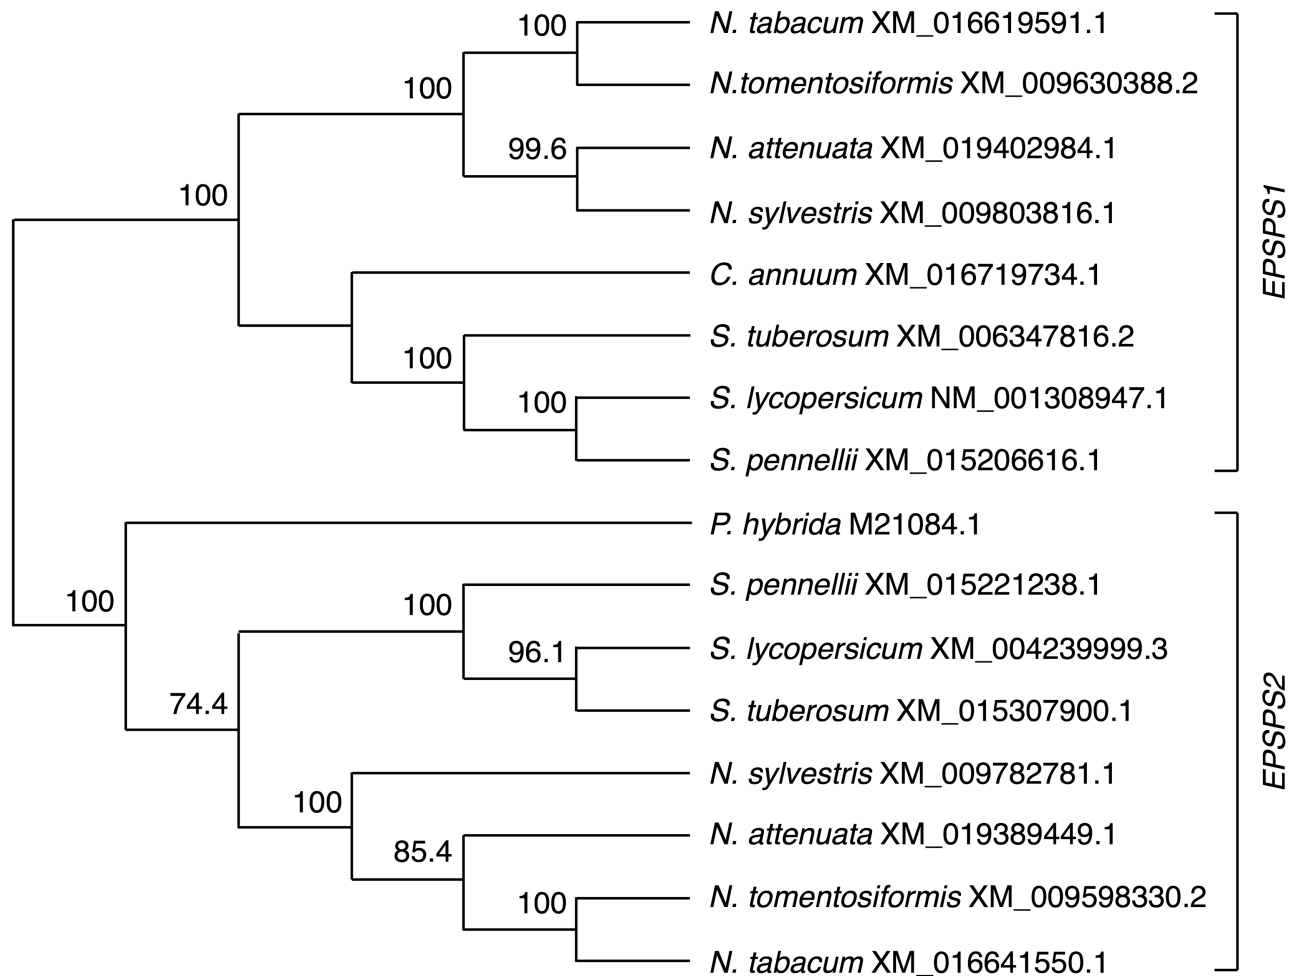 100
N. tabacum XM_016619591.1
100
N.tomentosiformis XM_009630388.2
99.6
N. attenuata XM_019402984.1
100
N. sylvestris XM_009803816.1
C. annuum XM_016719734.1
100
S. tuberosum XM_006347816.2
100
S. lycopersicum NM_001308947.1
S. pennellii XM_015206616.1
EPSPS1
P. hybrida M21084.1
100
100
S. pennellii XM_015221238.1
96.1
S. lycopersicum XM_004239999.3
74.4
S. tuberosum XM_015307900.1
100
N. sylvestris XM_009782781.1
85.4
N. attenuata XM_019389449.1
100
N. tomentosiformis XM_009598330.2
N. tabacum XM_016641550.1
EPSPS2